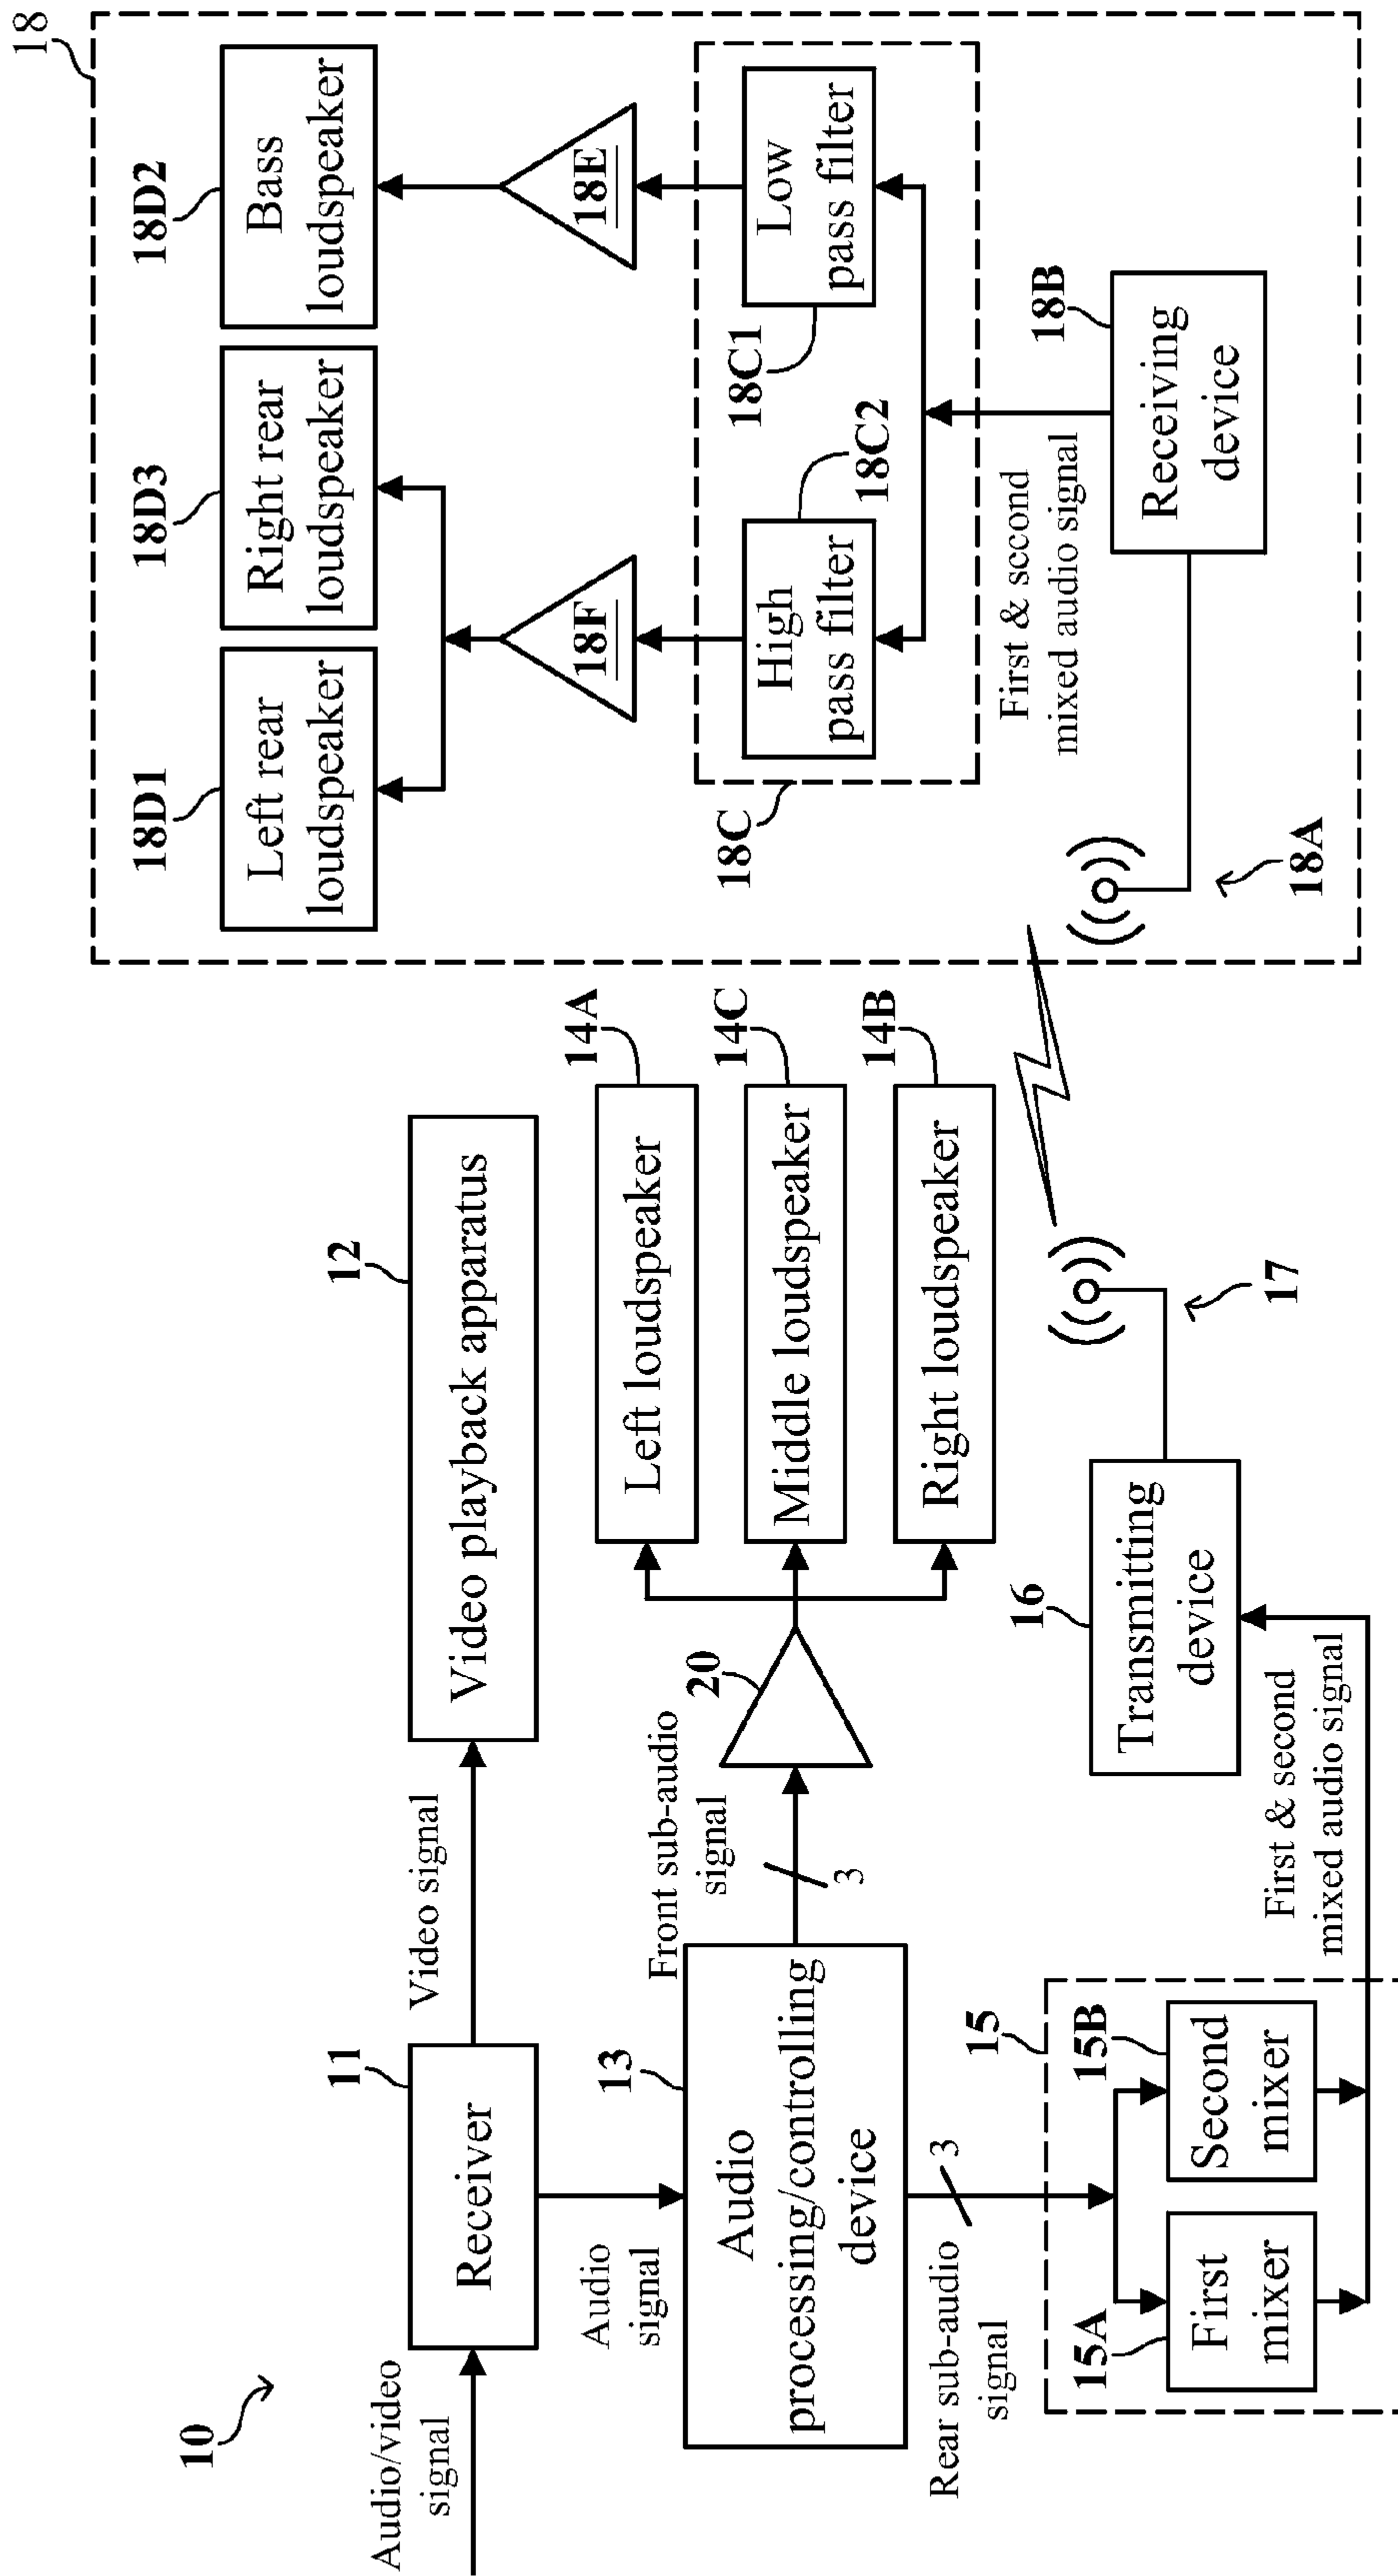 10
Audio/video
signal
11
Receiver
Video signal
12
Video playback apparatus
Audio
signal
13
Audio
processing/controlling
device
Front sub-audio
signal
3
20
14A
Left loudspeaker
14C
Middle loudspeaker
14B
Right loudspeaker
Rear sub-audio
signal
3
15
15A
First
mixer
15B
Second
mixer
First & second
mixed audio signal
16
Transmitting
device
17
18
18D1
Left rear
loudspeaker
18D3
Right rear
loudspeaker
18D2
Bass
loudspeaker
18F
18E
18C
High
pass filter
18C2
Low
pass filter
18C1
First & second
mixed audio signal
18B
Receiving
device
18A